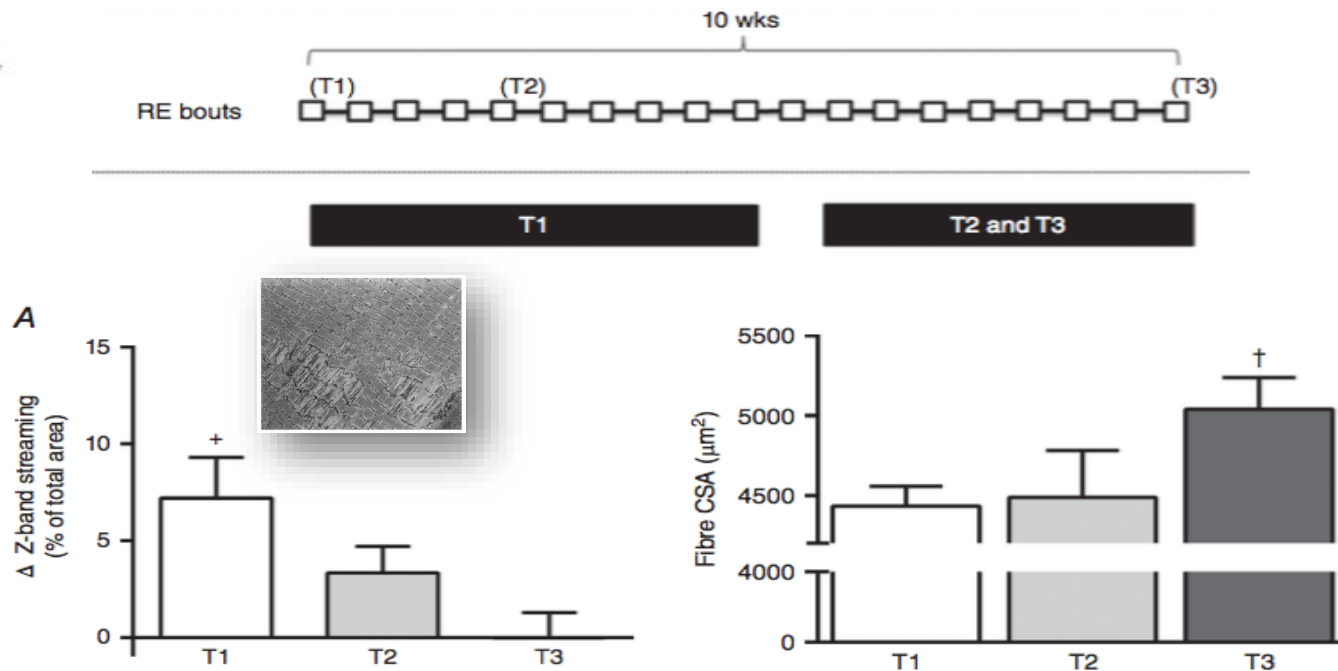 10 wks
(T1) (T2) (T3)
RE bouts
T1 T2 and T3
A
Δ Z-band streaming
(% of total area)
15
10
5
0
+
T1 T2 T3
Fibre CSA (μm²)
5500
5000
4500
4000
0
†
T1 T2 T3